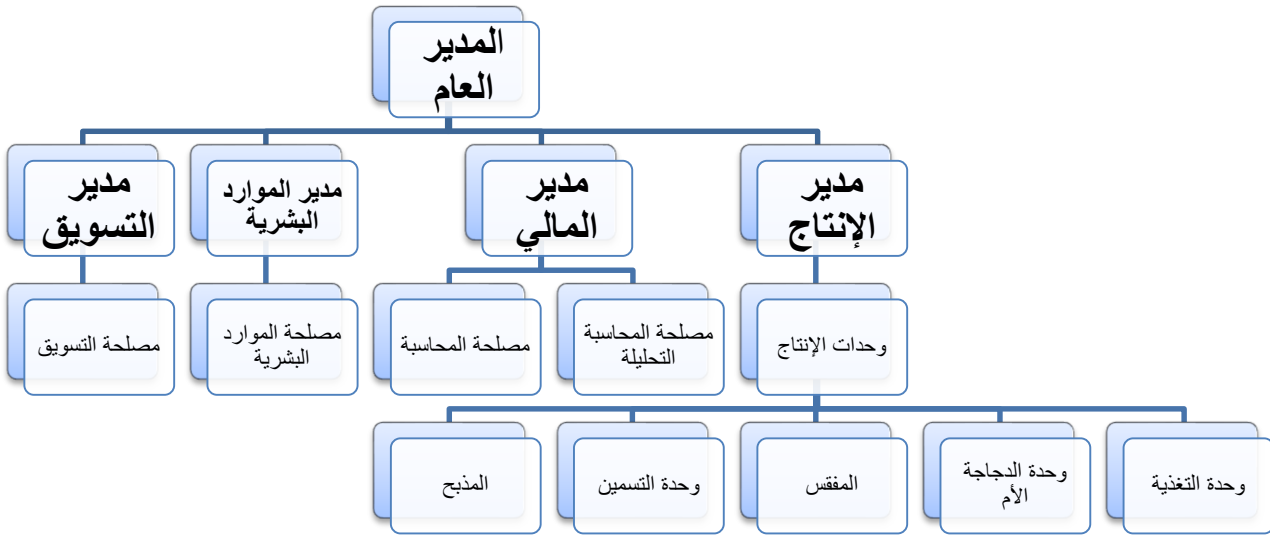 المدير
العام
مدير
الإنتاج
مدير
المالي
مدير الموارد
البشرية
مدير
التسويق
وحدات الإنتاج
مصلحة المحاسبة
التحليلة
مصلحة المحاسبة
مصلحة الموارد
البشرية
مصلحة التسويق
وحدة التغذية
وحدة الدجاجة
الأم
المفقس
وحدة التسمين
المذبح